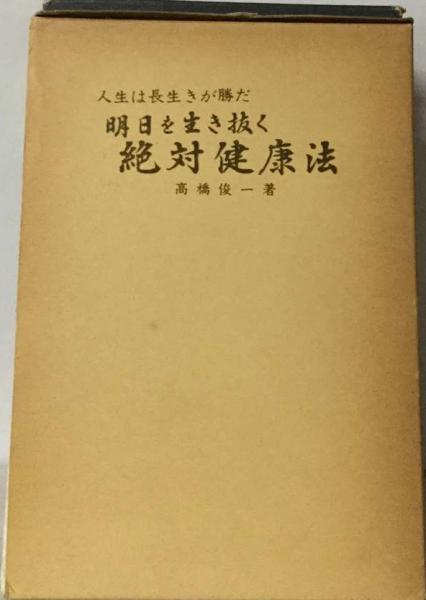 人生は長生きが勝だ
明日を生き抜く
絶対健康法
高橋俊一著